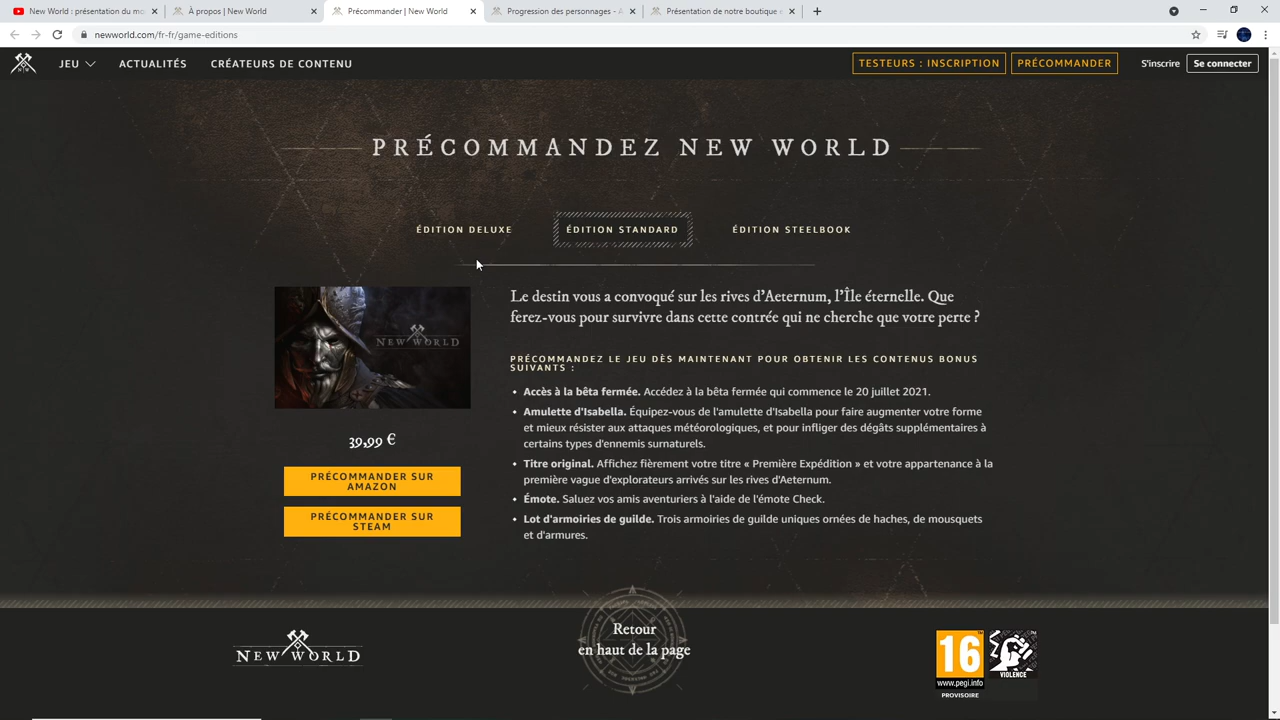 New World : présentation du mo
À propos | New World
Précommander | New World
Progression des personnages - A
Présentation de notre boutique e
newworld.com/fr-fr/game-editions
JEU
ACTUALITÉS
CRÉATEURS DE CONTENU
TESTEURS : INSCRIPTION
PRÉCOMMANDER
S'inscrire
Se connecter
PRÉCOMMANDEZ NEW WORLD
ÉDITION DELUXE
ÉDITION STANDARD
ÉDITION STEELBOOK
NEW WORLD
39,99 €
PRÉCOMMANDER SUR
AMAZON
PRÉCOMMANDER SUR
STEAM
Le destin vous a convoqué sur les rives d'Aeternum, l'Île éternelle. Que
ferez-vous pour survivre dans cette contrée qui ne cherche que votre perte ?
PRÉCOMMANDEZ LE JEU DÈS MAINTENANT POUR OBTENIR LES CONTENUS BONUS
SUIVANTS :
• Accès à la bêta fermée. Accédez à la bêta fermée qui commence le 20 juillet 2021.
• Amulette d'Isabella. Équipez-vous de l'amulette d'Isabella pour faire augmenter votre forme
et mieux résister aux attaques météorologiques, et pour infliger des dégâts supplémentaires à
certains types d'ennemis surnaturels.
• Titre original. Affichez fièrement votre titre « Première Expédition » et votre appartenance à la
première vague d'explorateurs arrivés sur les rives d'Aeternum.
• Émote. Saluez vos amis aventuriers à l'aide de l'émote Check.
• Lot d'armoiries de guilde. Trois armoiries de guilde uniques ornées de haches, de mousquets
et d'armures.
NEW WORLD
Retour
en haut de la page
16
www.pegi.info
PROVISOIRE
VIOLENCE